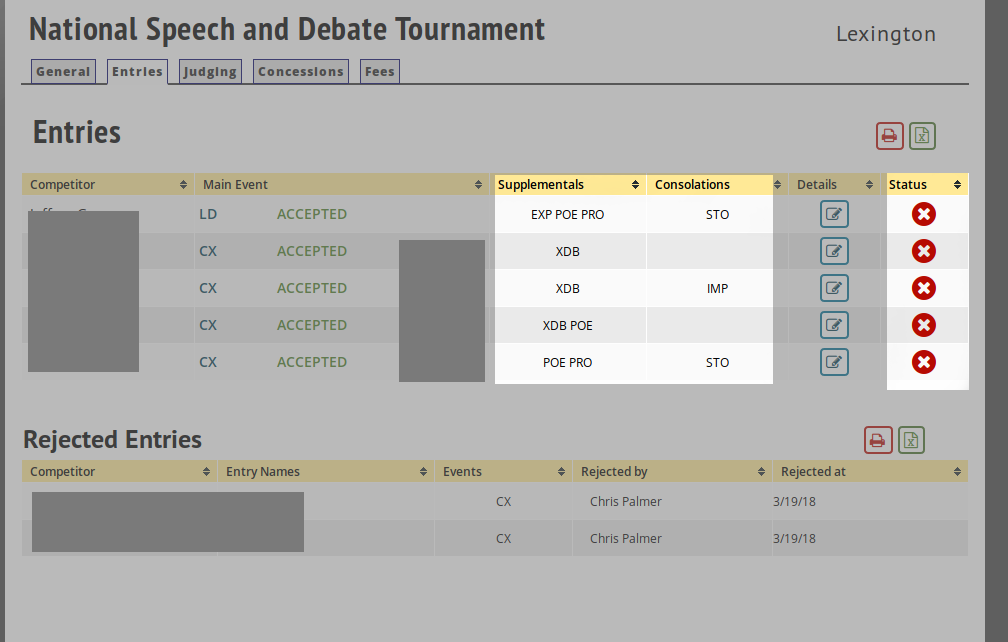 National Speech and Debate Tournament
Lexington
General Entries Judging Concessions Fees
Entries
Competitor Main Event Supplementals Consolations Details Status
LD ACCEPTED EXP POE PRO STO
CX ACCEPTED XDB
CX ACCEPTED XDB IMP
CX ACCEPTED XDB POE
CX ACCEPTED POE PRO STO
Rejected Entries
Competitor Entry Names Events Rejected by Rejected at
CX Chris Palmer 3/19/18
CX Chris Palmer 3/19/18